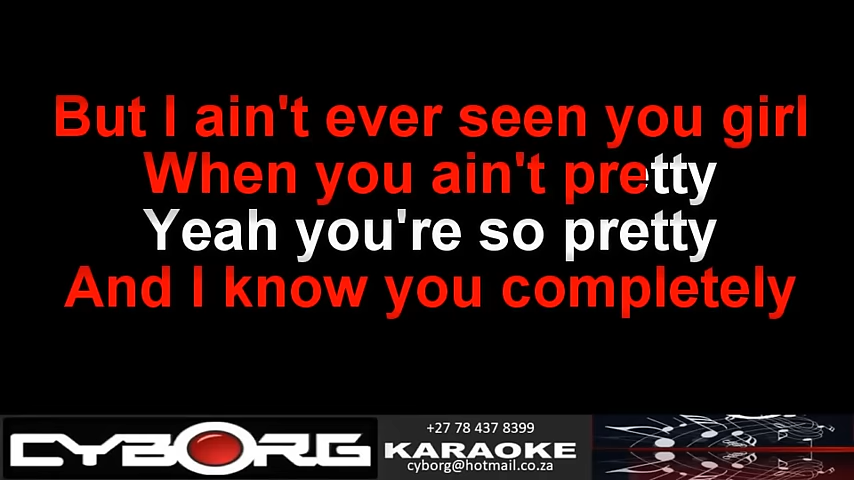 But I ain't ever seen you girl
When you ain't pretty
Yeah you're so pretty
And I know you completely
CYBORG
+27 78 437 8399
KARAOKE
cyborg@hotmail.co.za